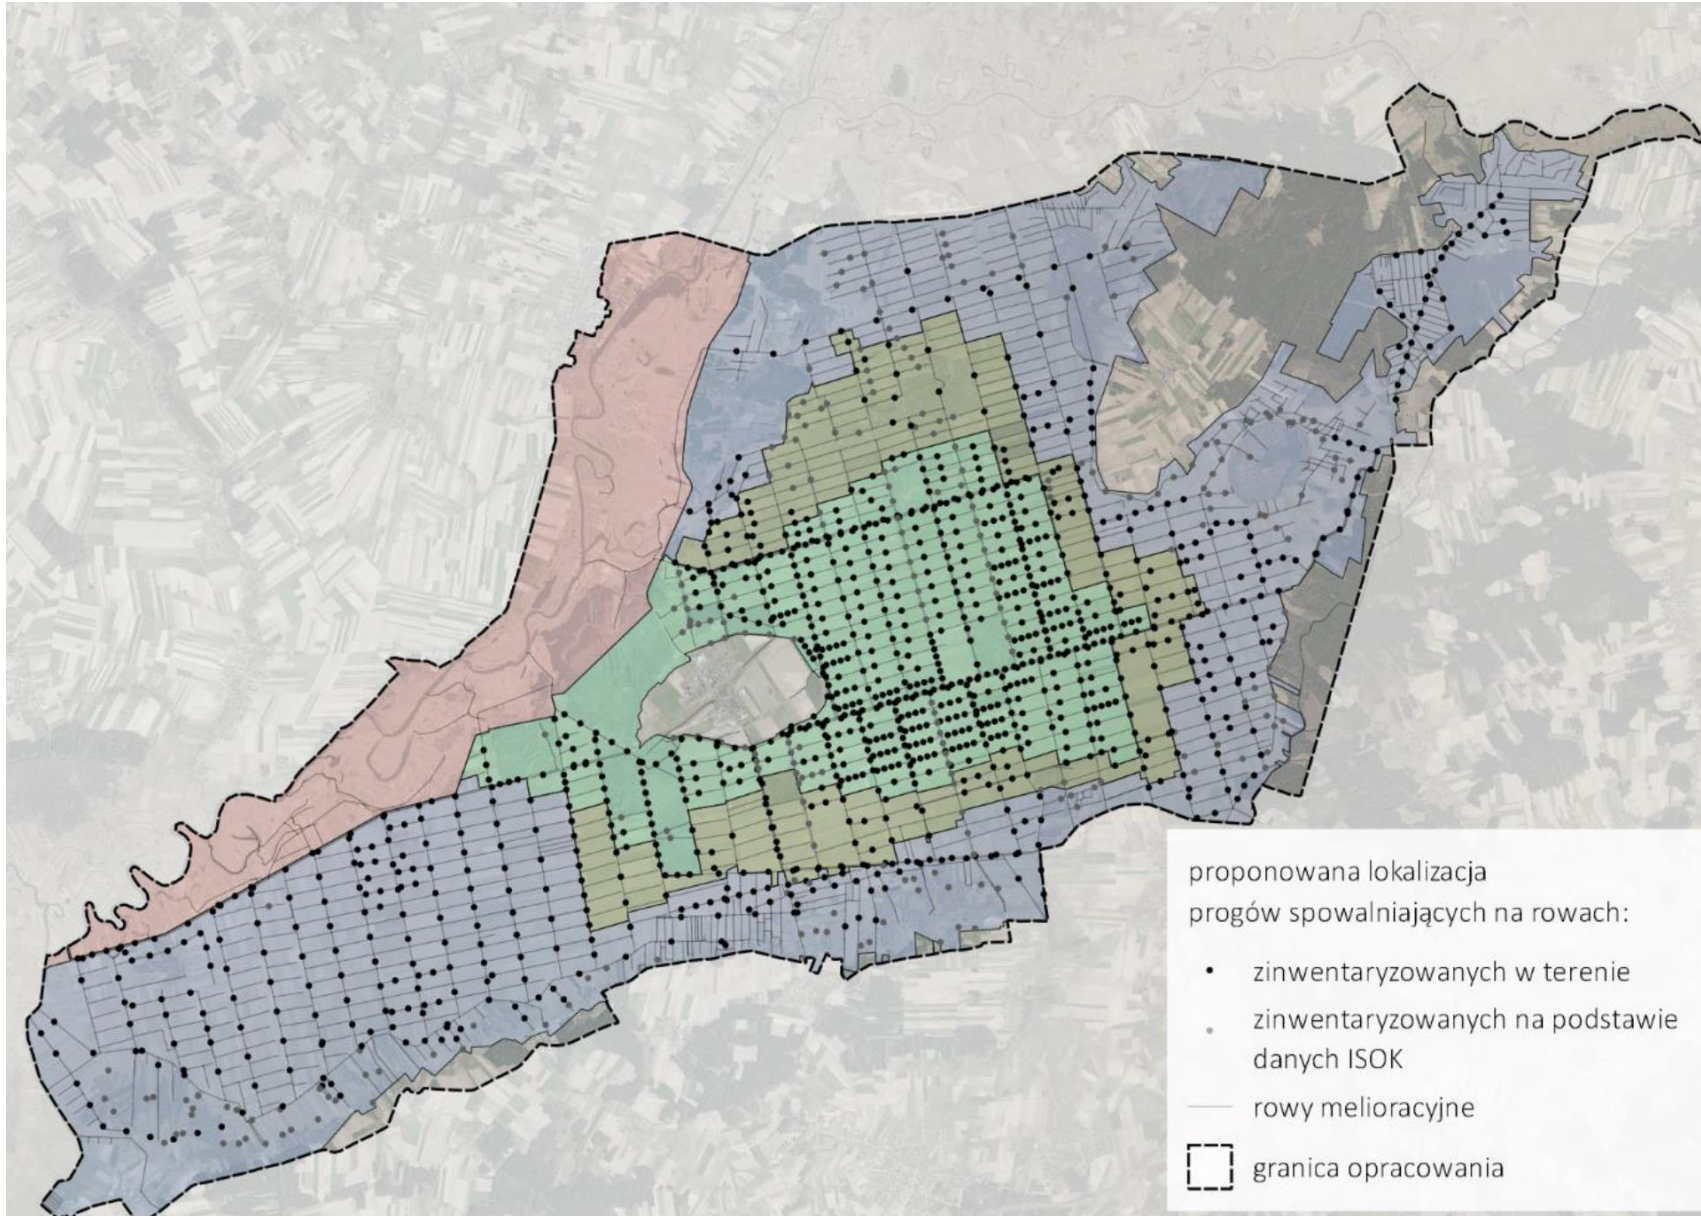 proponowana lokalizacja
progów spowalniających na rowach:
zinwentaryzowanych w terenie
zinwentaryzowanych na podstawie
danych ISOK
rowy melioracyjne
granica opracowania